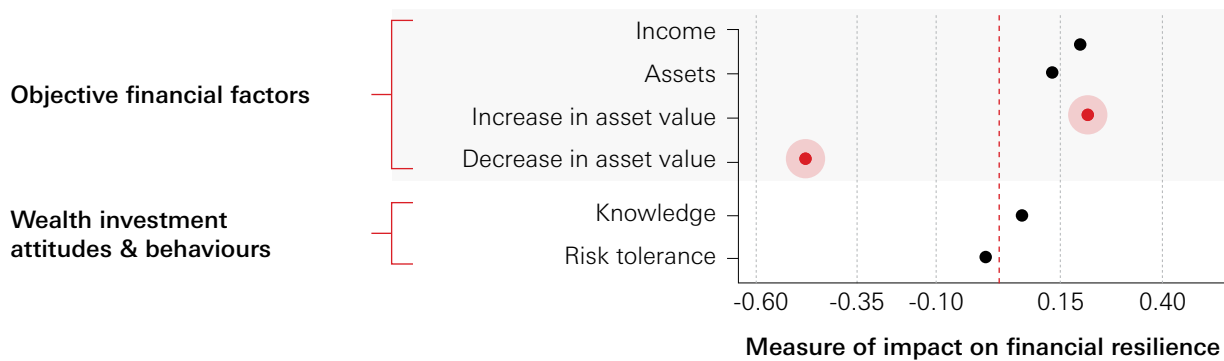 Objective financial factors
Income
Assets
Increase in asset value
Decrease in asset value
Wealth investment
attitudes & behaviours
Knowledge
Risk tolerance
-0.60 -0.35 -0.10 0.15 0.40
Measure of impact on financial resilience